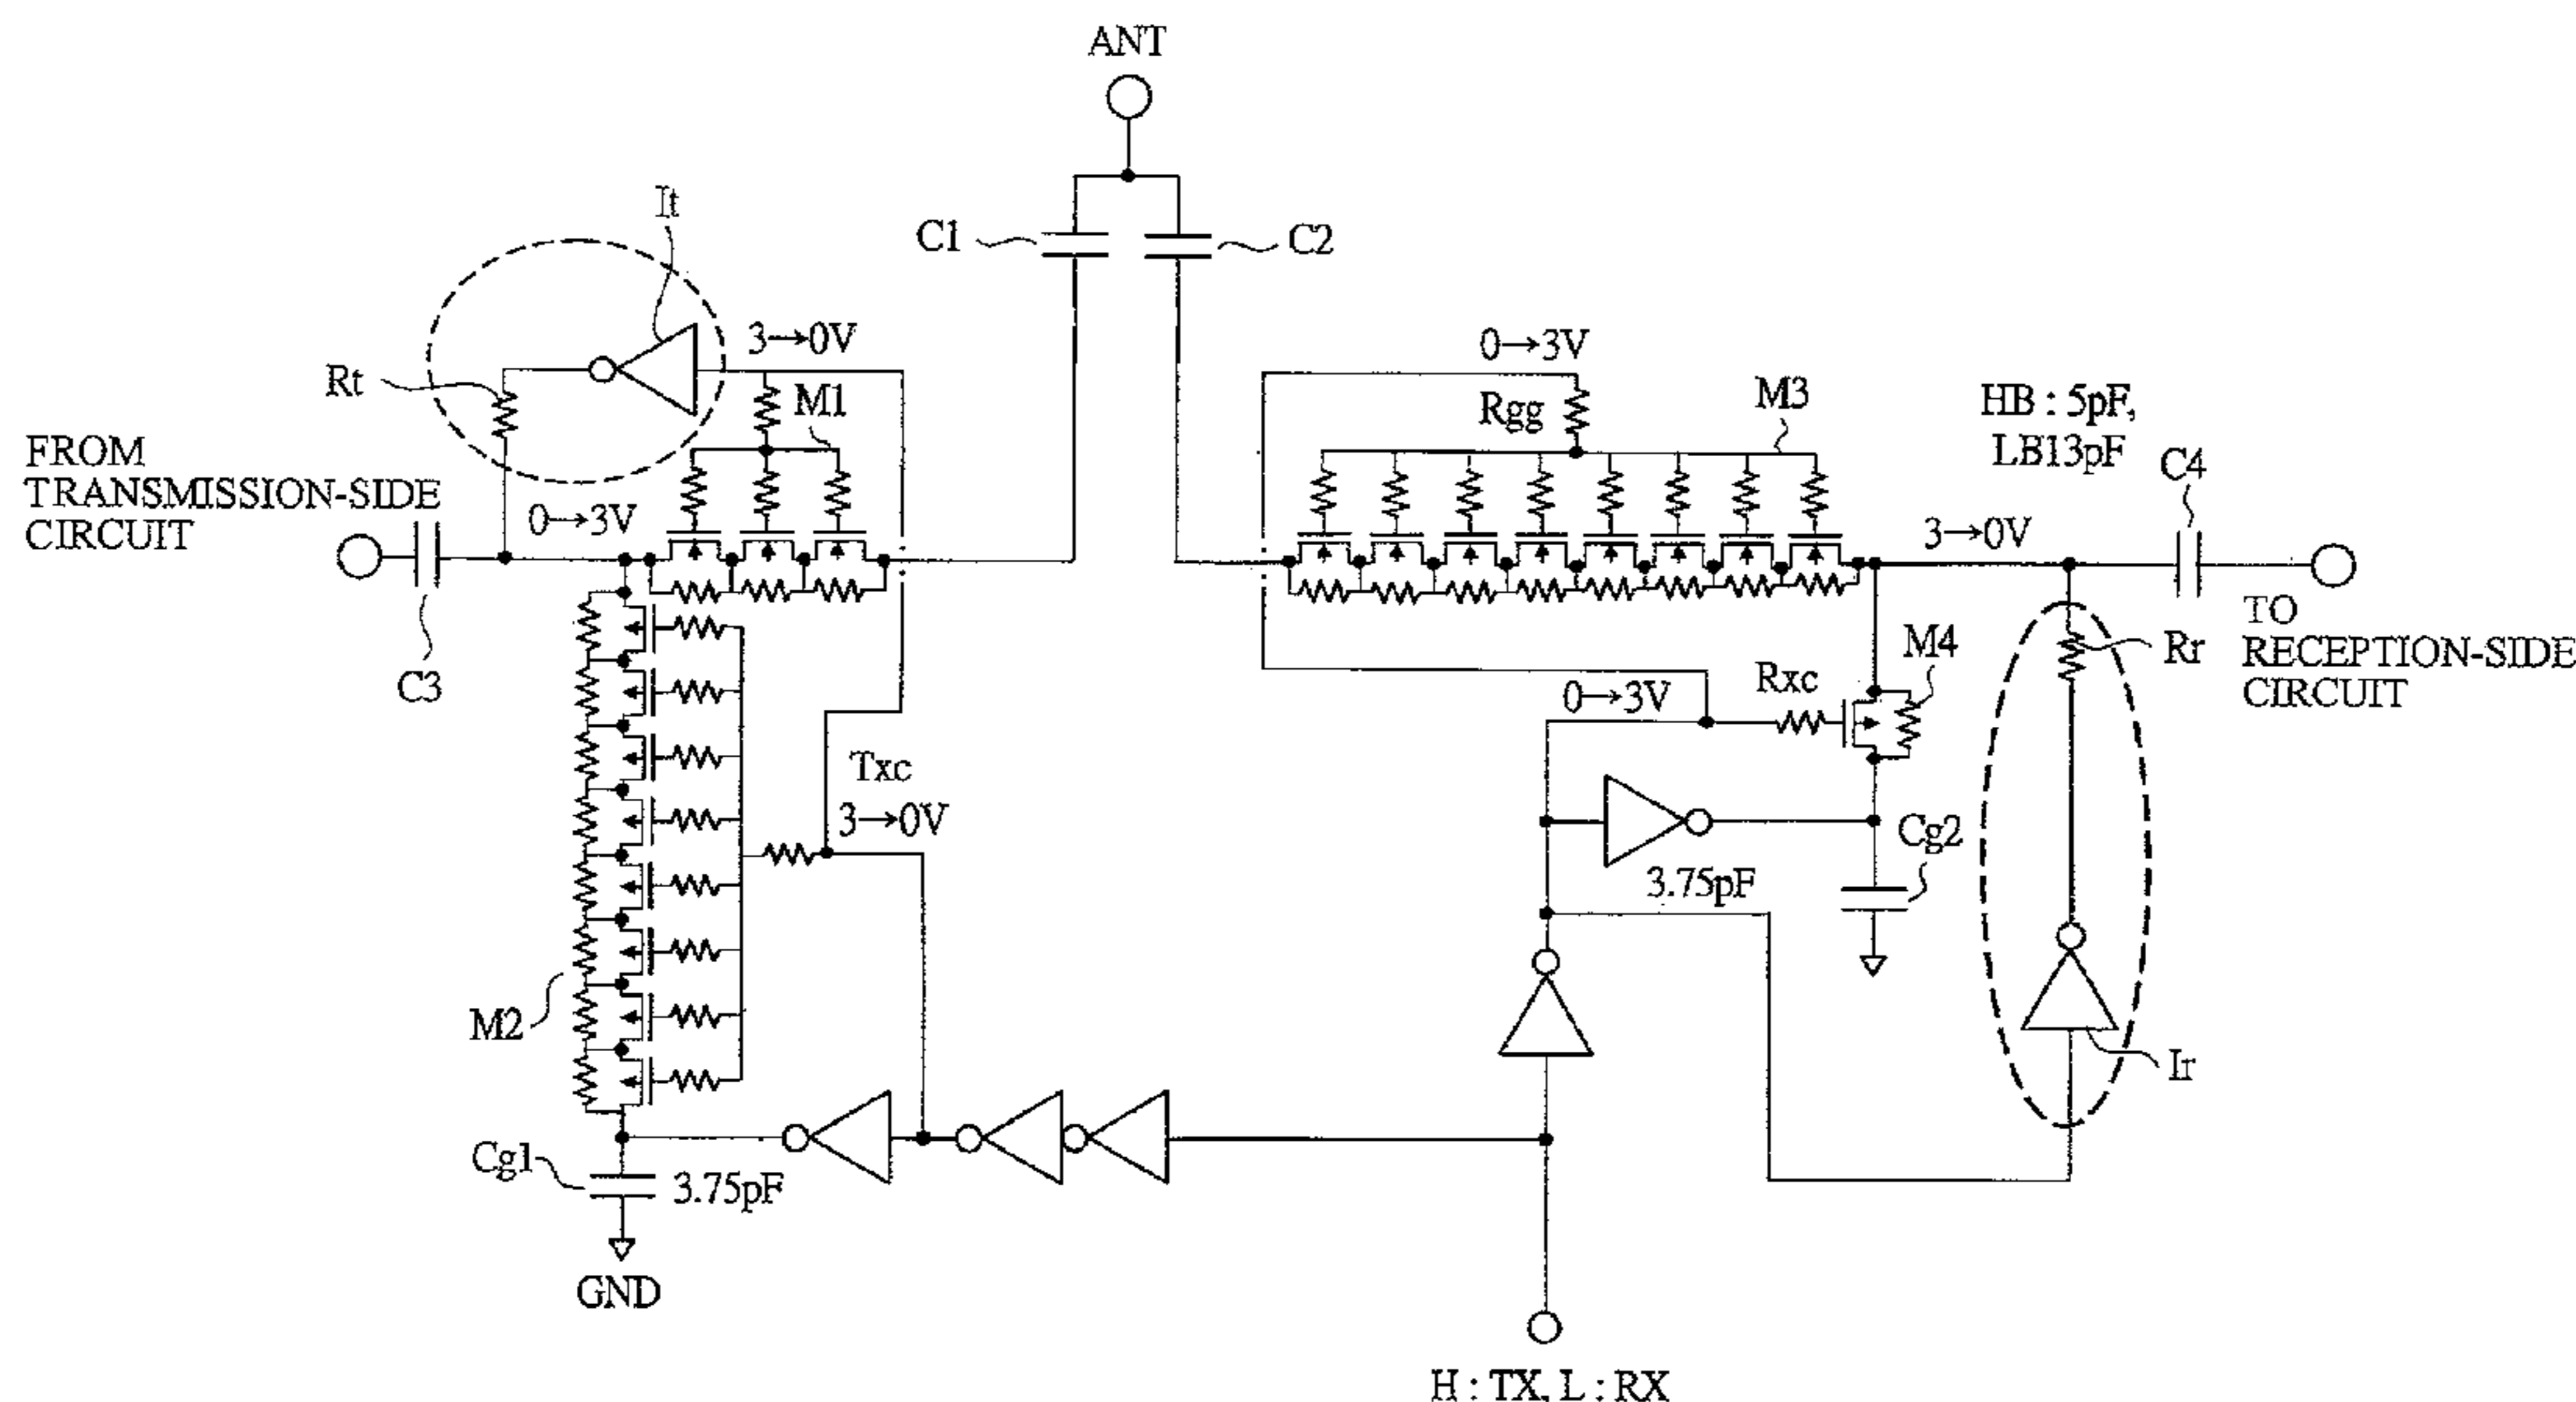 ANT
It
C1
C2
3→0V
0→3V
Rt
M1
Rgg
M3
HB : 5pF,
LB13pF
C4
FROM
TRANSMISSION-SIDE
CIRCUIT
0→3V
3→0V
TO
RECEPTION-SIDE
CIRCUIT
C3
M4
Rr
Rxc
0→3V
Txc
3→0V
Cg2
3.75pF
M2
Ir
Cg1
3.75pF
GND
H : TX, L : RX